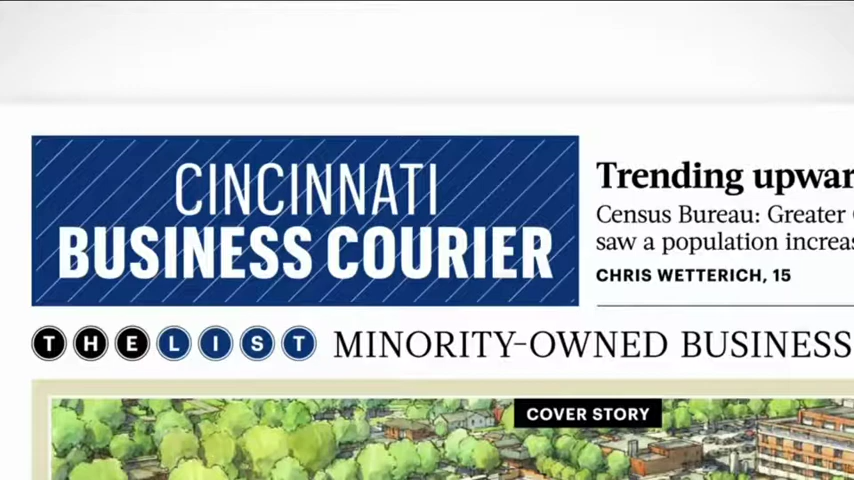 CINCINNATI
BUSINESS COURIER
Trending upwar
Census Bureau: Greater
saw a population increas
CHRIS WETTERICH, 15
THE LIST MINORITY-OWNED BUSINESS
COVER STORY